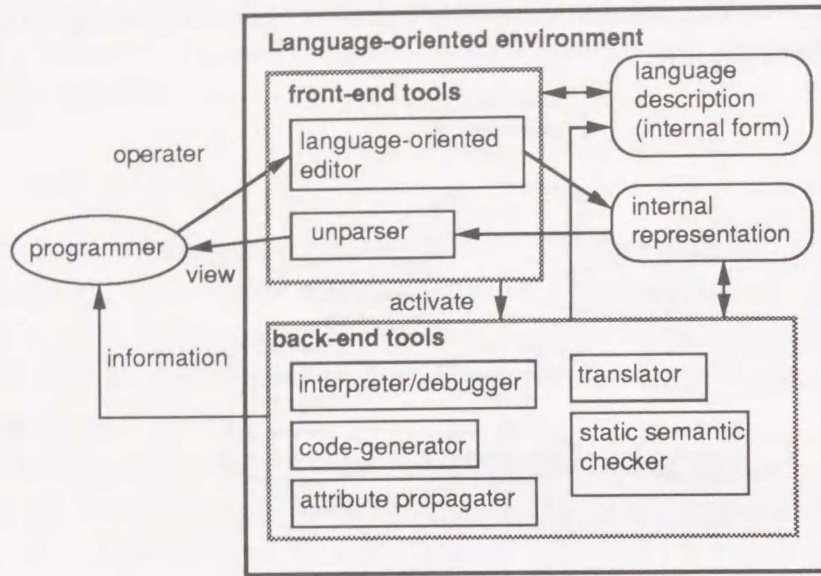 Language-oriented environment
front-end tools
language-oriented
editor
unparser
language
description
(internal form)
internal
representation
operater
programmer
view
activate
information
back-end tools
interpreter/debugger
code-generator
attribute propagater
translator
static semantic
checker